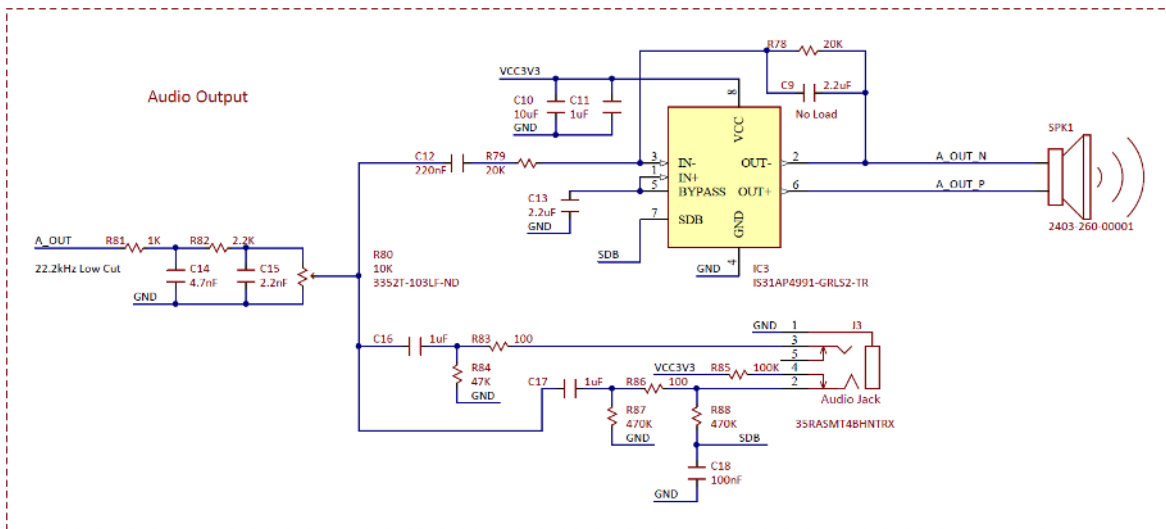 Audio Output
VCC3V3
C10
10uF
C11
1uF
GND
R78
20K
C9
2.2uF
No Load
8
VCC
C12
220nF
R79
20K
3
IN-
1
IN+
5
BYPASS
7
SDB
OUT-
2
OUT+
6
GND
4
A_OUT_N
A_OUT_P
SPK1
2403-260-00001
C13
2.2uF
GND
SDB
GND
IC3
IS31AP4991-GRLS2-TR
A_OUT
R81
1K
R82
2.2K
22.2kHz Low Cut
C14
4.7nF
C15
2.2nF
GND
R80
10K
3352T-103LF-ND
C16
1uF
R83
100
R84
47K
GND
C17
1uF
R86
100
R87
470K
GND
R88
470K
SDB
C18
100nF
GND
VCC3V3
R85
100K
GND
1
3
5
4
2
J3
Audio Jack
35RASMT4BHNTRX